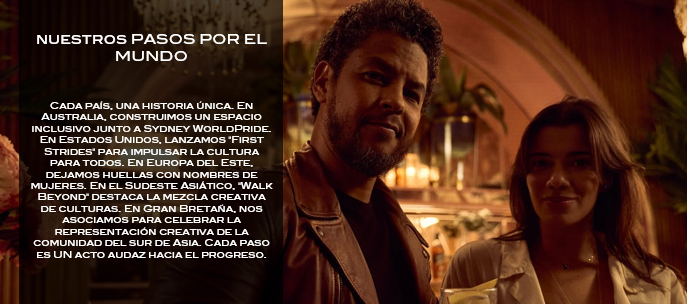 NUESTROS PASOS POR EL
MUNDO
CADA PAÍS, UNA HISTORIA ÚNICA. EN
AUSTRALIA, CONSTRUIMOS UN ESPACIO
INCLUSIVO JUNTO A SYDNEY WORLDPRIDE.
EN ESTADOS UNIDOS, LANZAMOS "FIRST
STRIDES" PARA IMPULSAR LA CULTURA
PARA TODOS. EN EUROPA DEL ESTE,
DEJAMOS HUELLAS CON NOMBRES DE
MUJERES. EN EL SUDESTE ASIÁTICO, "WALK
BEYOND" DESTACA LA MEZCLA CREATIVA
DE CULTURAS. EN GRAN BRETAÑA, NOS
ASOCIAMOS PARA CELEBRAR LA
REPRESENTACIÓN CREATIVA DE LA
COMUNIDAD DEL SUR DE ASIA. CADA PASO
ES UN ACTO AUDAZ HACIA EL PROGRESO.